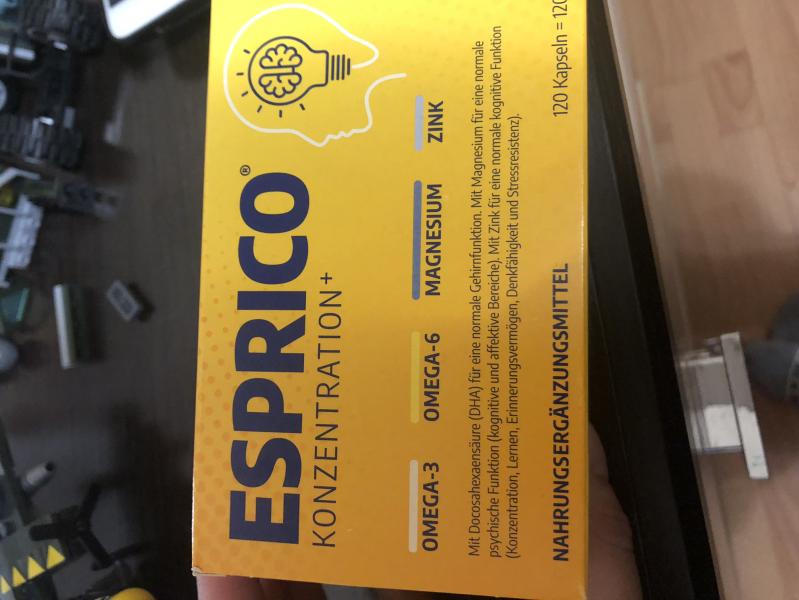 ESPRICO®
KONZENTRATION+
OMEGA-3 OMEGA-6 MAGNESIUM ZINK
Mit Docosahexaensäure (DHA) für eine normale Gehirnfunktion. Mit Magnesium für eine normale
psychische Funktion (kognitive und affektive Bereiche). Mit Zink für eine normale kognitive Funktion
(Konzentration, Lernen, Erinnerungsvermögen, Denkfähigkeit und Stressresistenz).
NAHRUNGSERGÄNZUNGSMITTEL 120 Kapseln = 120